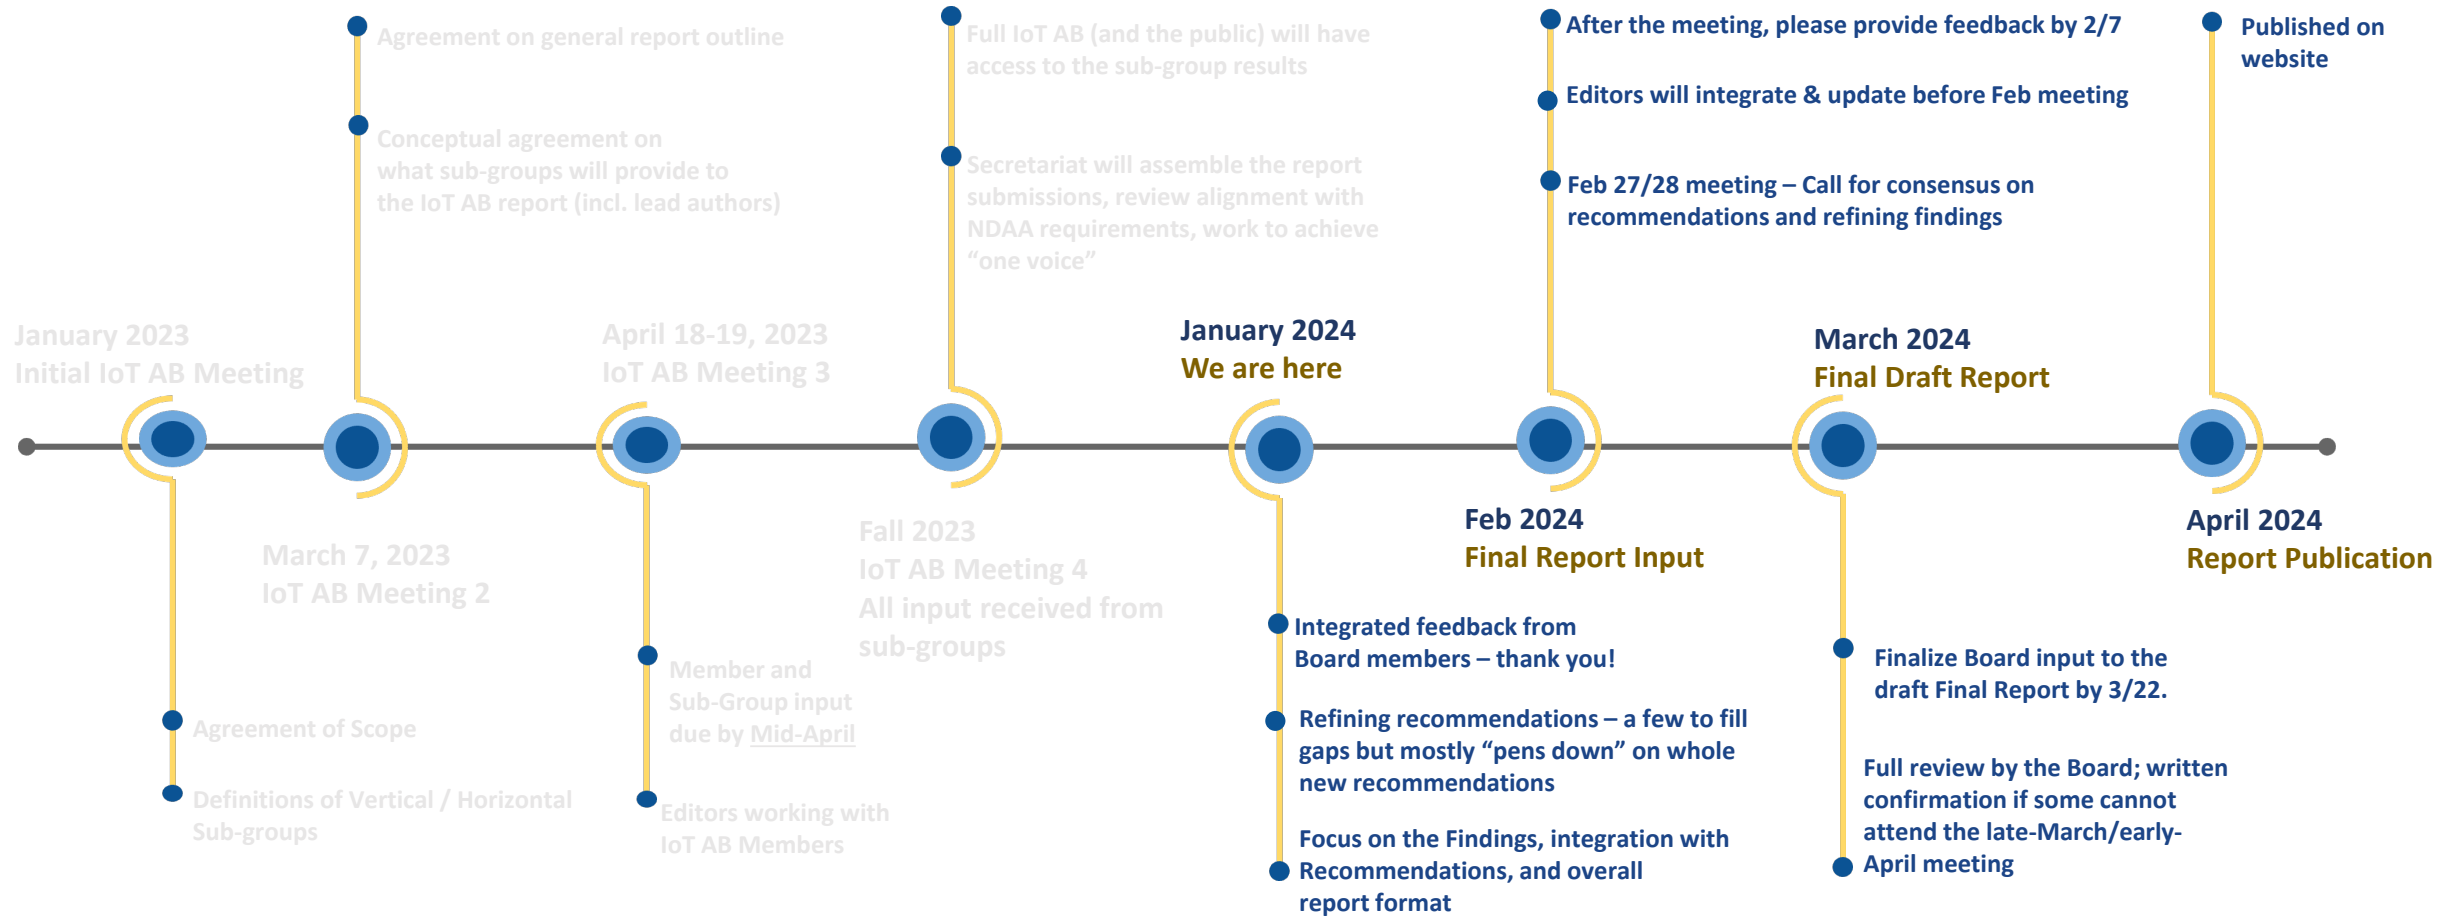 January 2023
Initial IoT AB Meeting
Agreement of Scope
Definitions of Vertical / Horizontal
Sub-groups
Agreement on general report outline
Conceptual agreement on
what sub-groups will provide to
the IoT AB report (incl. lead authors)
March 7, 2023
IoT AB Meeting 2
April 18-19, 2023
IoT AB Meeting 3
Member and
Sub-Group input
due by Mid-April
Editors working with
IoT AB Members
Full IoT AB (and the public) will have
access to the sub-group results
Secretariat will assemble the report
submissions, review alignment with
NDAA requirements, work to achieve
“one voice”
Fall 2023
IoT AB Meeting 4
All input received from
sub-groups
January 2024
We are here
Integrated feedback from
Board members – thank you!
Refining recommendations – a few to fill
gaps but mostly “pens down” on whole
new recommendations
Focus on the Findings, integration with
Recommendations, and overall
report format
After the meeting, please provide feedback by 2/7
Editors will integrate & update before Feb meeting
Feb 27/28 meeting – Call for consensus on
recommendations and refining findings
Feb 2024
Final Report Input
March 2024
Final Draft Report
Finalize Board input to the
draft Final Report by 3/22.
Full review by the Board; written
confirmation if some cannot
attend the late-March/early-
April meeting
Published on
website
April 2024
Report Publication